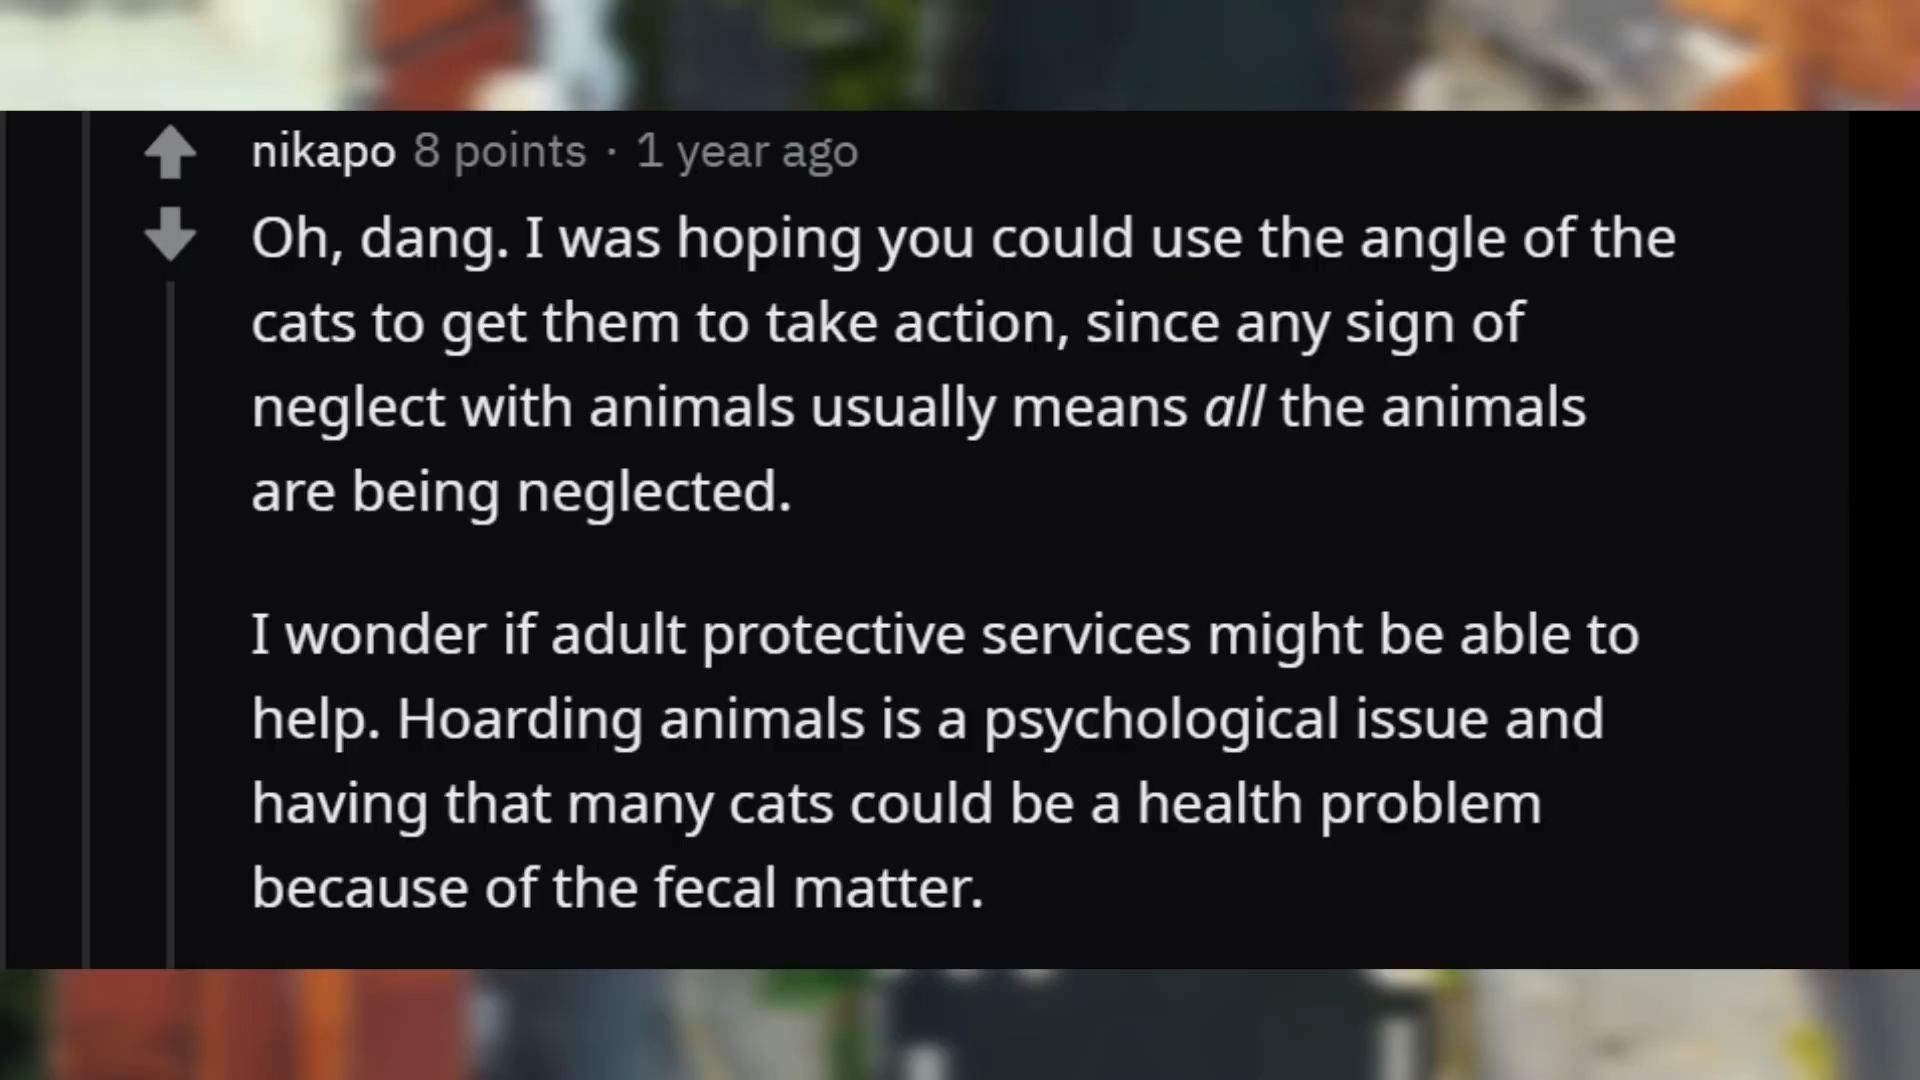 nikapo 8 points · 1 year ago
Oh, dang. I was hoping you could use the angle of the
cats to get them to take action, since any sign of
neglect with animals usually means all the animals
are being neglected.
I wonder if adult protective services might be able to
help. Hoarding animals is a psychological issue and
having that many cats could be a health problem
because of the fecal matter.